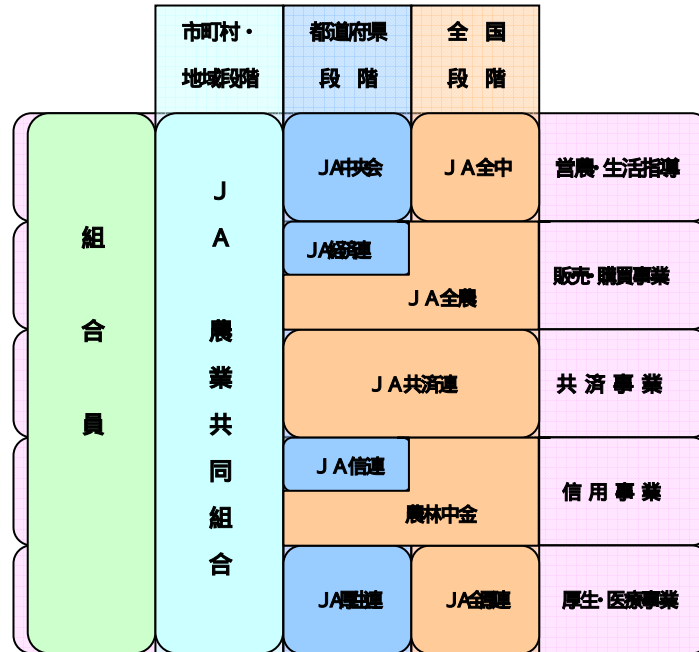 市町村・
地域段階
都道府県
段　階
全　国
段　階
組合員
ＪＡ　農業共同組合
JA中央会
ＪＡ全中
営農・生活指導
JA経済連
ＪＡ全農
販売・購買事業
ＪＡ共済連
共済事業
ＪＡ信連
農林中金
信用事業
JA厚生連
JA全厚連
厚生・医療事業